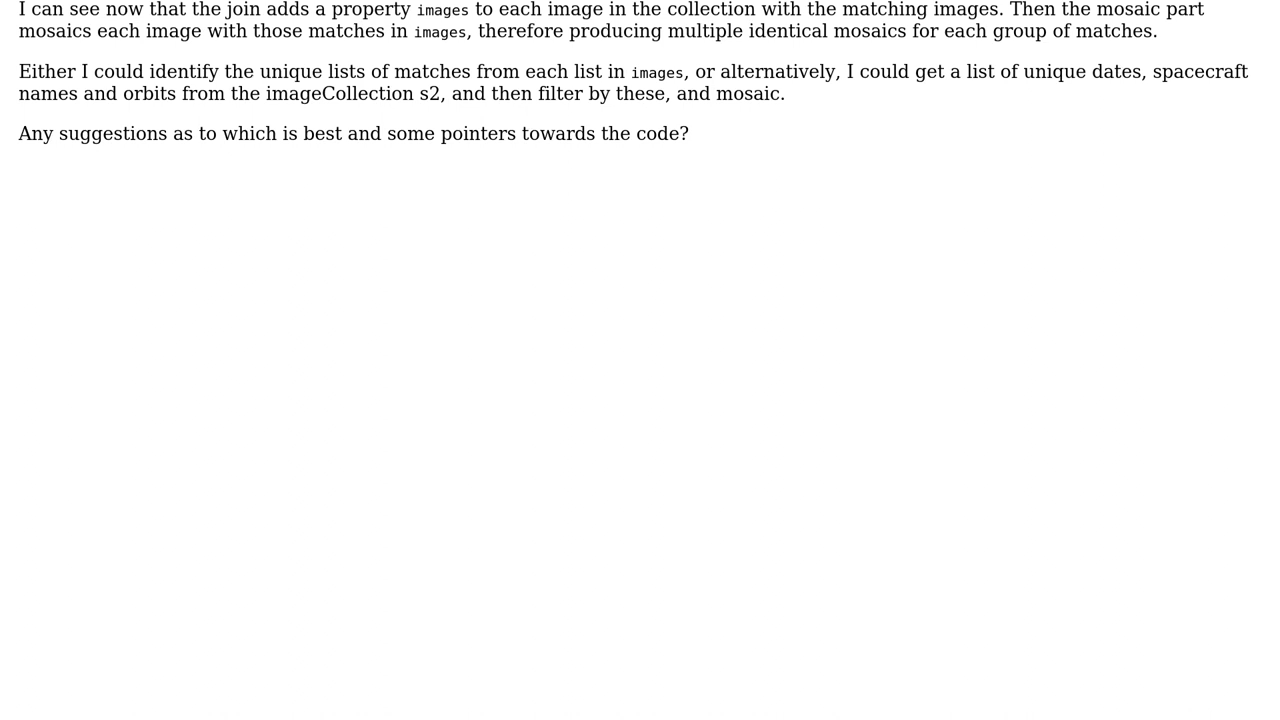 I can see now that the join adds a property images to each image in the collection with the matching images. Then the mosaic part
mosaics each image with those matches in images, therefore producing multiple identical mosaics for each group of matches.
Either I could identify the unique lists of matches from each list in images, or alternatively, I could get a list of unique dates, spacecraft
names and orbits from the imageCollection s2, and then filter by these, and mosaic.
Any suggestions as to which is best and some pointers towards the code?